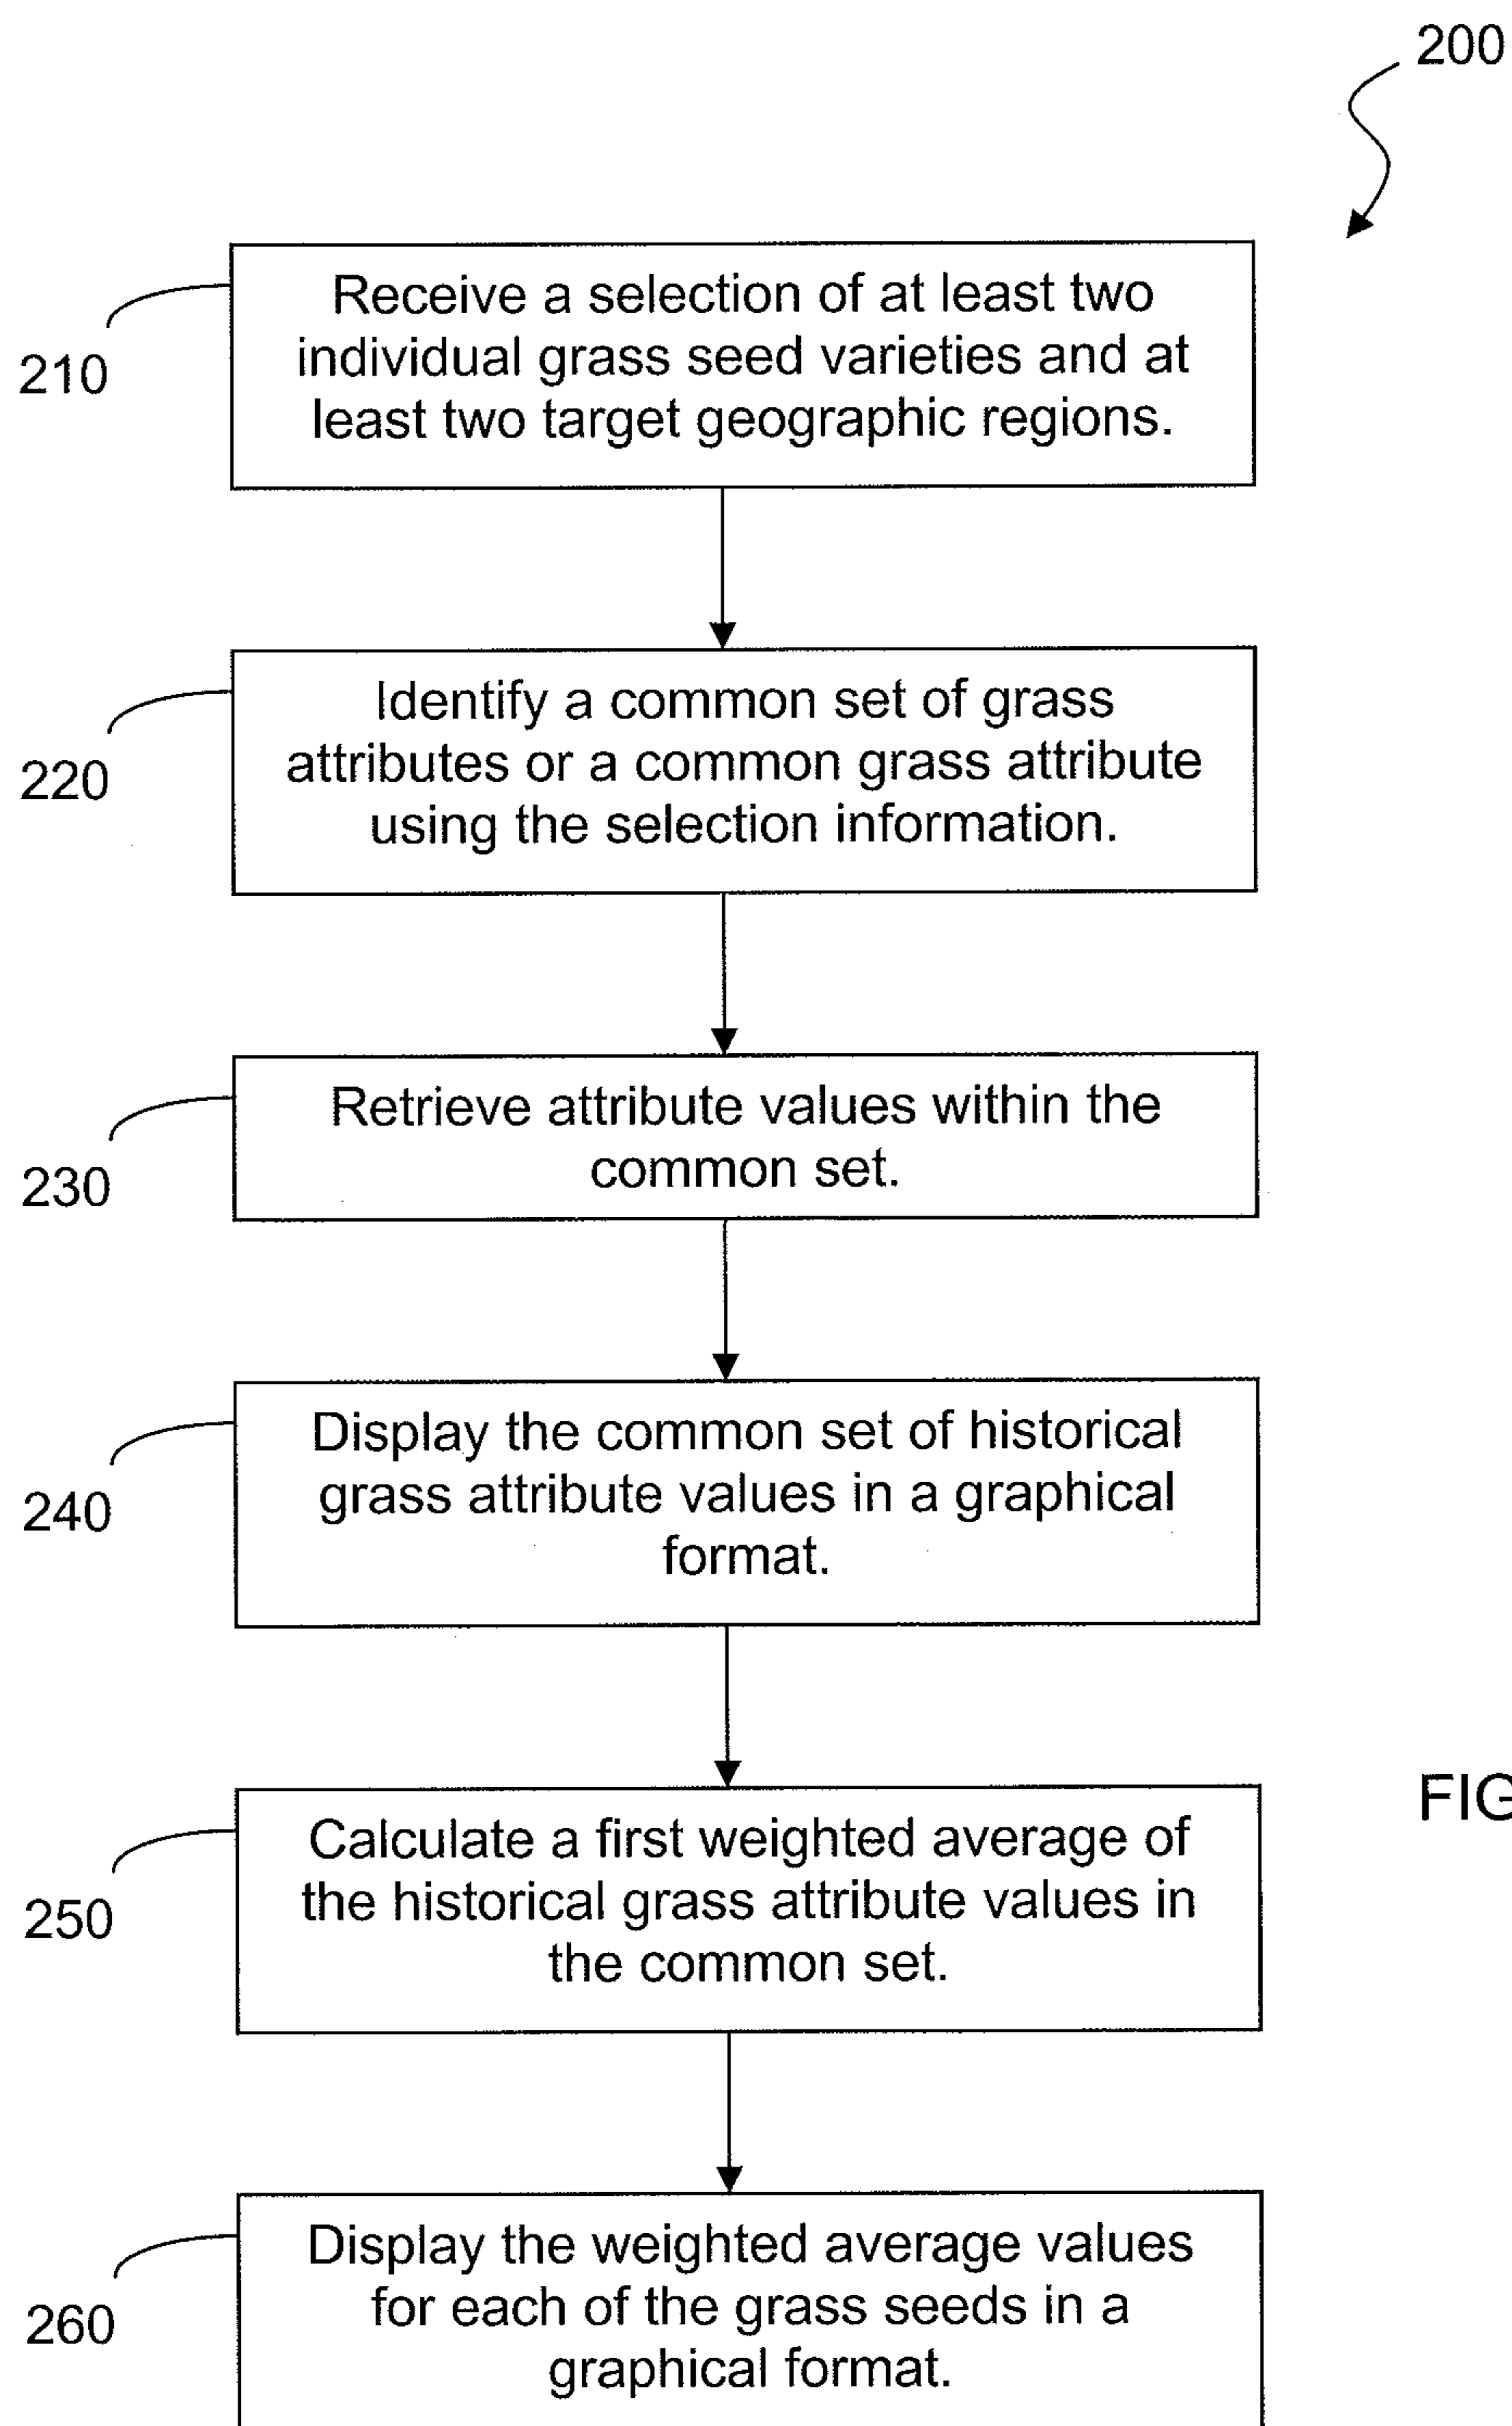 200
210
Receive a selection of at least two
individual grass seed varieties and at
least two target geographic regions.
220
Identify a common set of grass
attributes or a common grass attribute
using the selection information.
230
Retrieve attribute values within the
common set.
240
Display the common set of historical
grass attribute values in a graphical
format.
FIG
250
Calculate a first weighted average of
the historical grass attribute values in
the common set.
260
Display the weighted average values
for each of the grass seeds in a
graphical format.